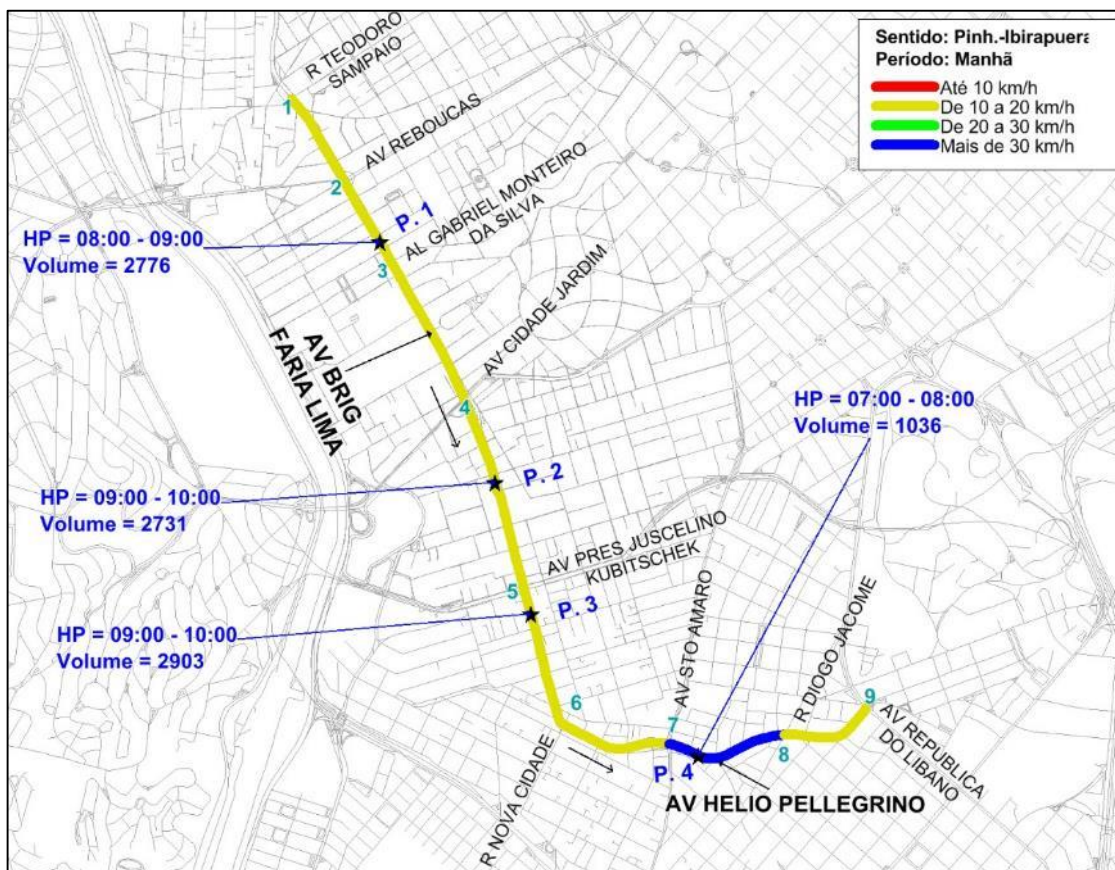 Sentido: Pinh.-Ibirapuera
Período: Manhã
Até 10 km/h
De 10 a 20 km/h
De 20 a 30 km/h
Mais de 30 km/h
R TEODORO
SAMPAIO
1
AV REBOUCAS
2
P. 1
AL GABRIEL MONTEIRO
DA SILVA
HP = 08:00 - 09:00
Volume = 2776
3
AV CIDADE JARDIM
AV BRIG
FARIA LIMA
4
HP = 07:00 - 08:00
Volume = 1036
P. 2
HP = 09:00 - 10:00
Volume = 2731
AV PRES JUSCELINO
KUBITSCHEK
5
P. 3
HP = 09:00 - 10:00
Volume = 2903
AV STO AMARO
R DIOGO JACOME
6
9
7
8
AV REPUBLICA
DO LIBANO
R NOVA CIDADE
P. 4
AV HELIO PELLEGRINO